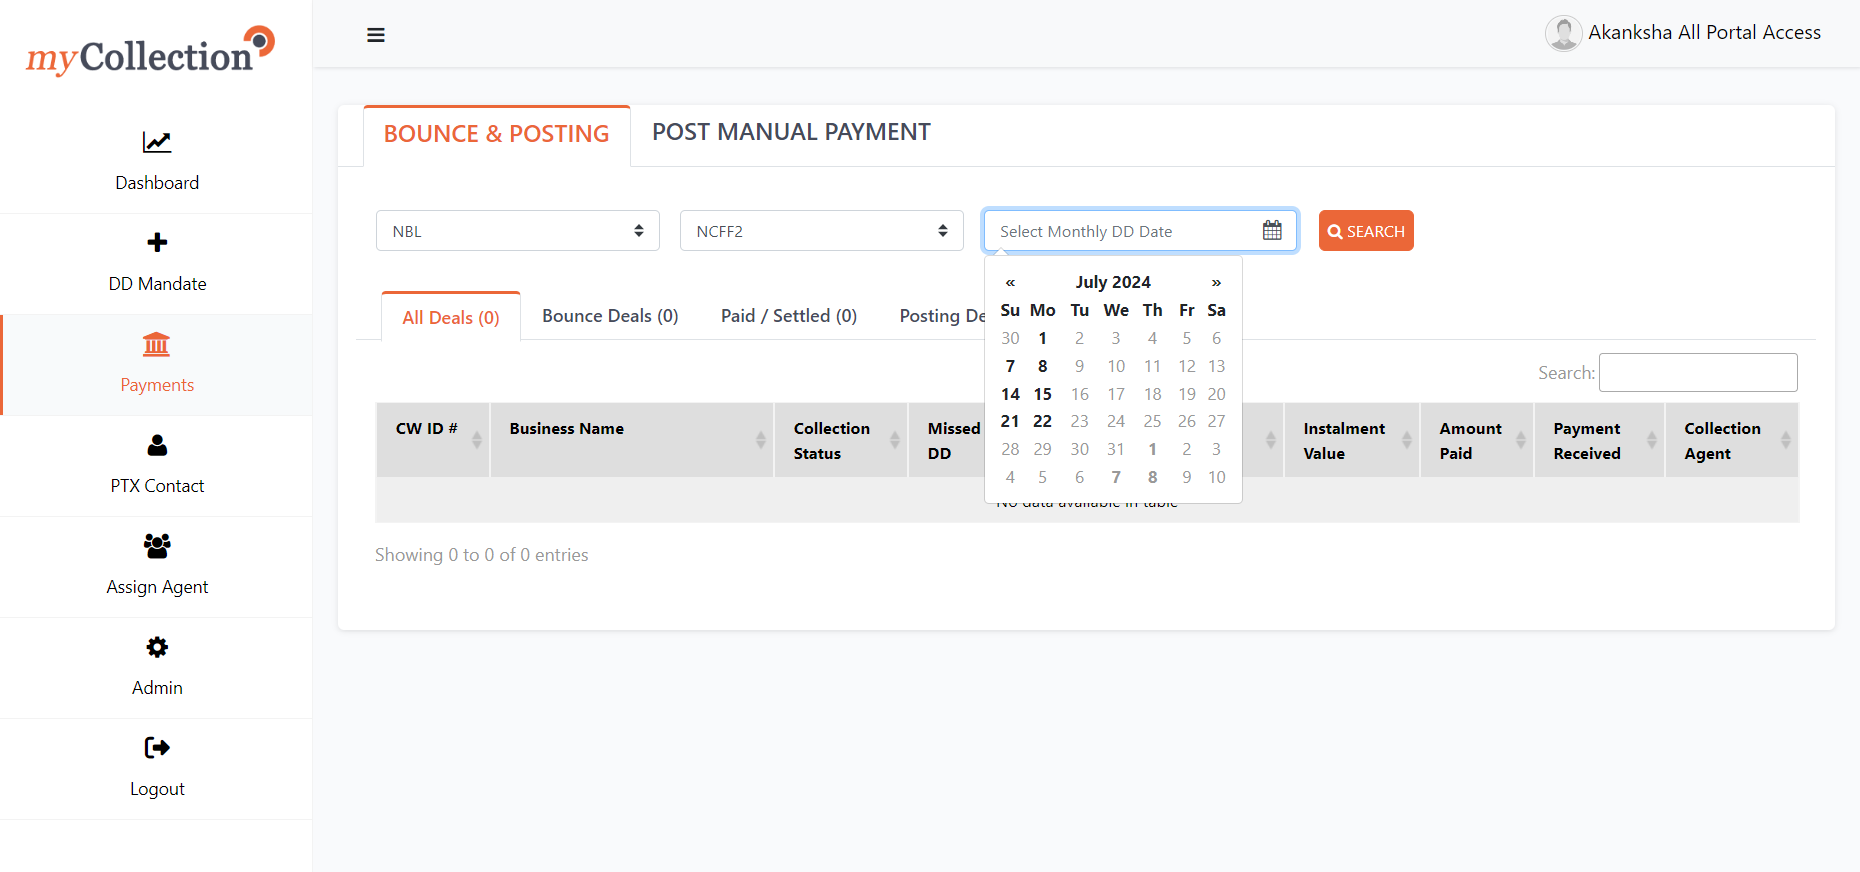 myCollection
Akanksha All Portal Access
Dashboard
DD Mandate
Payments
PTX Contact
Assign Agent
Admin
Logout
BOUNCE & POSTING POST MANUAL PAYMENT
NBL NCFF2 Select Monthly DD Date SEARCH
All Deals (0) Bounce Deals (0) Paid / Settled (0) Posting
« July 2024 »
Su Mo Tu We Th Fr Sa
30 1 2 3 4 5 6
7 8 9 10 11 12 13
14 15 16 17 18 19 20
21 22 23 24 25 26 27
28 29 30 31 1 2 3
4 5 6 7 8 9 10
Search:
CW ID # Business Name Collection Status Missed DD Instalment Value Amount Paid Payment Received Collection Agent
No data available in table
Showing 0 to 0 of 0 entries